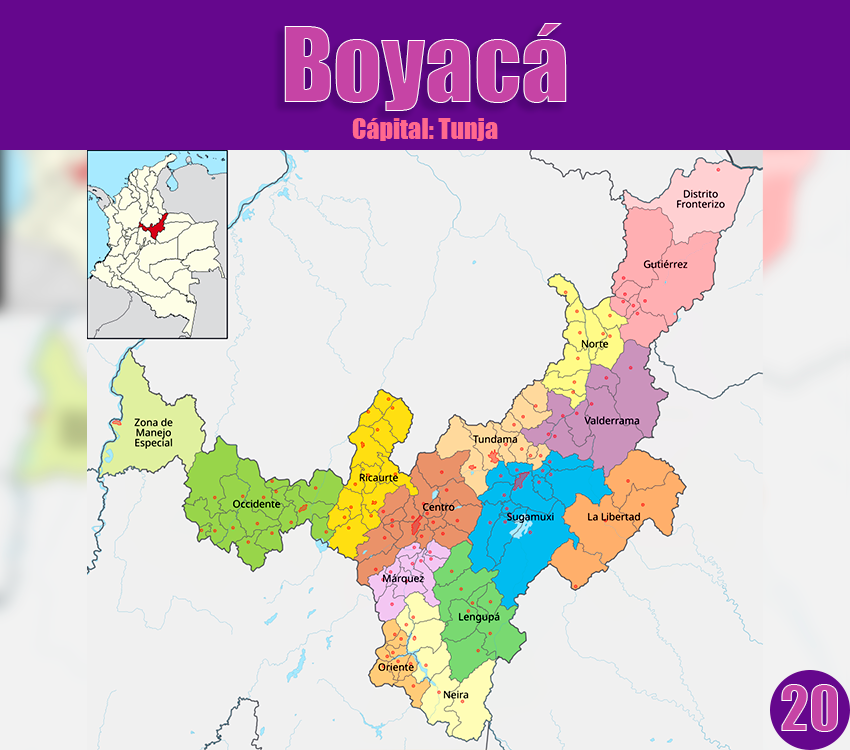 Boyacá
Cápital: Tunja
Distrito
Fronterizo
Gutiérrez
Norte
Valderrama
Zona de
Manejo
Especial
Tundama
Ricaurte
Occidente
Centro
Sugamuxi
La Libertad
Márquez
Lengupá
Oriente
Neira
20